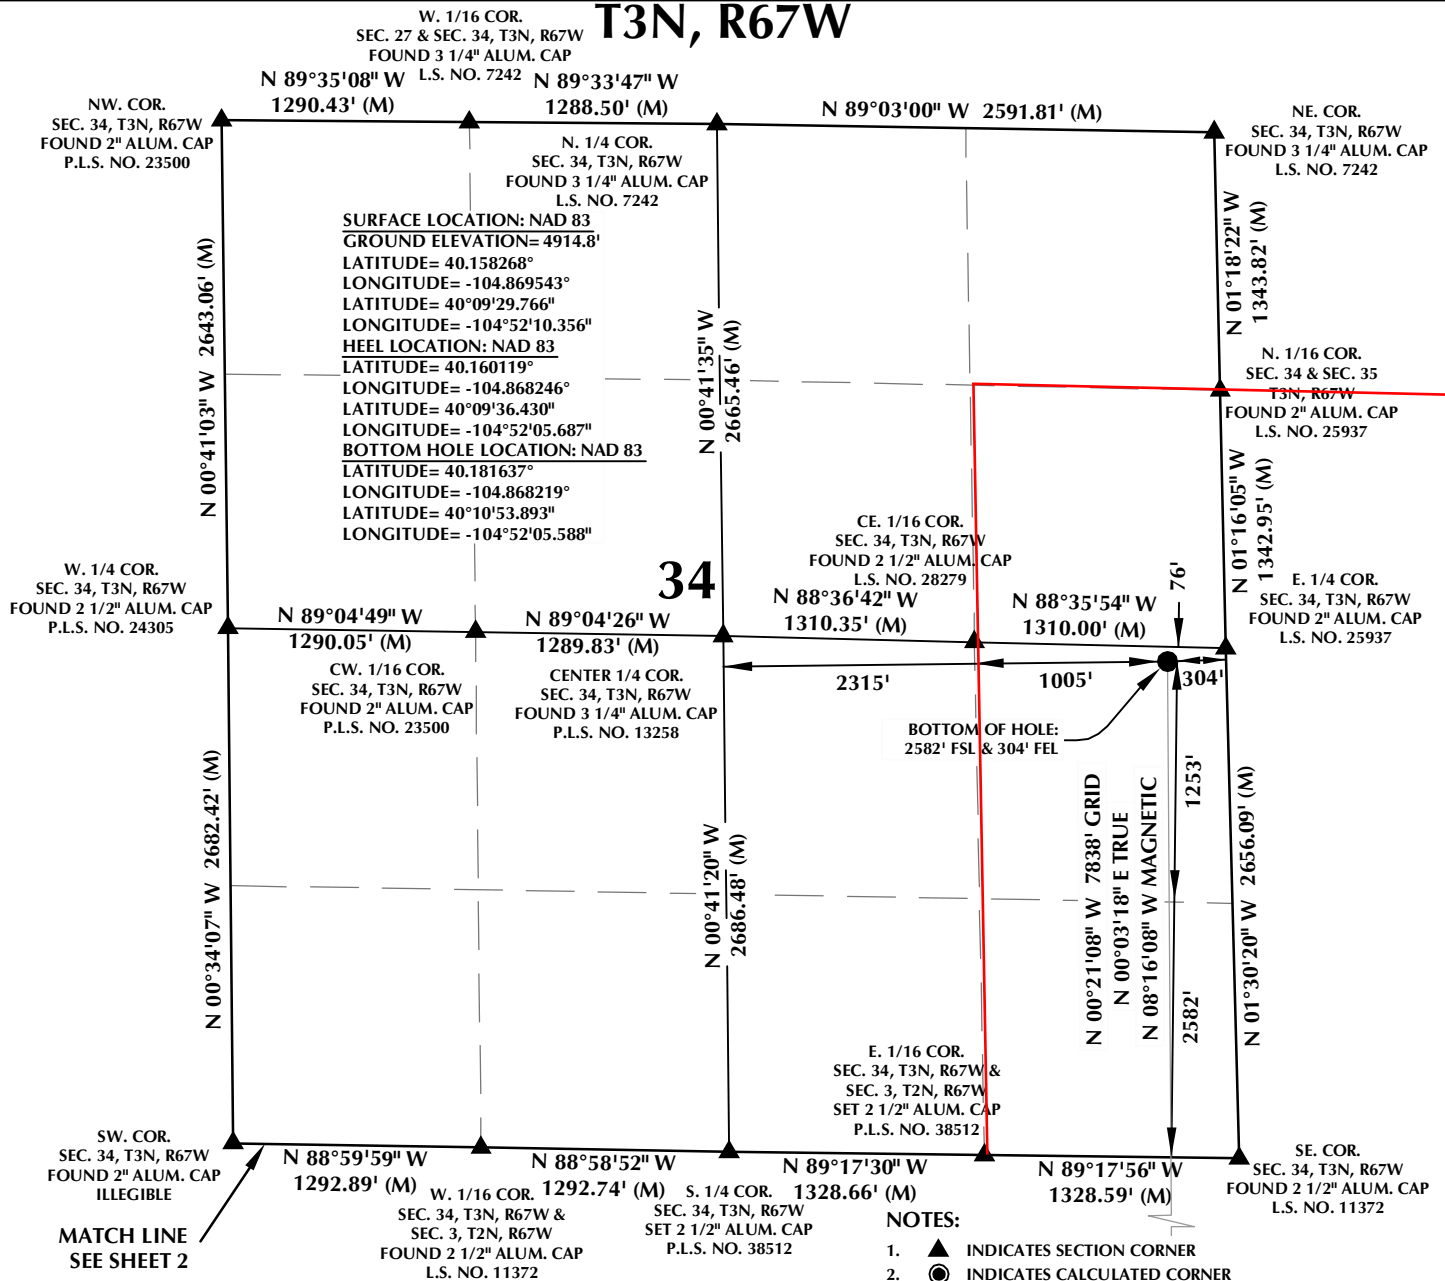 T3N, R67W
W. 1/16 COR.
SEC. 27 & SEC. 34, T3N, R67W
FOUND 3 1/4" ALUM. CAP
L.S. NO. 7242
N 89°35'08" W
1290.43' (M)
N 89°33'47" W
1288.50' (M)
N 89°03'00" W 2591.81' (M)
NW. COR.
SEC. 34, T3N, R67W
FOUND 2" ALUM. CAP
P.L.S. NO. 23500
NE. COR.
SEC. 34, T3N, R67W
FOUND 3 1/4" ALUM. CAP
L.S. NO. 7242
N. 1/4 COR.
SEC. 34, T3N, R67W
FOUND 3 1/4" ALUM. CAP
L.S. NO. 7242
SURFACE LOCATION: NAD 83
GROUND ELEVATION= 4914.8'
LATITUDE= 40.158268°
LONGITUDE= -104.869543°
LATITUDE= 40°09'29.766"
LONGITUDE= -104°52'10.356"
HEEL LOCATION: NAD 83
LATITUDE= 40.160119°
LONGITUDE= -104.868246°
LATITUDE= 40°09'36.430"
LONGITUDE= -104°52'05.687"
BOTTOM HOLE LOCATION: NAD 83
LATITUDE= 40.181637°
LONGITUDE= -104.868219°
LATITUDE= 40°10'53.893"
LONGITUDE= -104°52'05.588"
N 00°41'03" W 2643.06' (M)
N 00°41'35" W
2665.46' (M)
N 01°18'22" W
1343.82' (M)
N. 1/16 COR.
SEC. 34 & SEC. 35
T3N, R67W
FOUND 2" ALUM. CAP
L.S. NO. 25937
N 01°16'05" W
1342.95' (M)
CE. 1/16 COR.
SEC. 34, T3N, R67W
FOUND 2 1/2" ALUM. CAP
L.S. NO. 28279
W. 1/4 COR.
SEC. 34, T3N, R67W
FOUND 2 1/2" ALUM. CAP
P.L.S. NO. 24305
34
76'
E. 1/4 COR.
SEC. 34, T3N, R67W
FOUND 2" ALUM. CAP
L.S. NO. 25937
N 89°04'49" W
1290.05' (M)
N 89°04'26" W
1289.83' (M)
N 88°36'42" W
1310.35' (M)
N 88°35'54" W
1310.00' (M)
CW. 1/16 COR.
SEC. 34, T3N, R67W
FOUND 2" ALUM. CAP
P.L.S. NO. 23500
CENTER 1/4 COR.
SEC. 34, T3N, R67W
FOUND 3 1/4" ALUM. CAP
P.L.S. NO. 13258
2315'
1005'
304'
BOTTOM OF HOLE:
2582' FSL & 304' FEL
N 00°34'07" W 2682.42' (M)
N 00°41'20" W
2686.48' (M)
N 00°21'08" W 7838' GRID
N 00°03'18" E TRUE
N 08°16'08" W MAGNETIC
1253'
2582'
N 01°30'20" W 2656.09' (M)
E. 1/16 COR.
SEC. 34, T3N, R67W &
SEC. 3, T2N, R67W
SET 2 1/2" ALUM. CAP
P.L.S. NO. 38512
SW. COR.
SEC. 34, T3N, R67W
FOUND 2" ALUM. CAP
ILLEGIBLE
N 88°59'59" W
1292.89' (M)
N 88°58'52" W
1292.74' (M)
N 89°17'30" W
1328.66' (M)
N 89°17'56" W
1328.59' (M)
SE. COR.
SEC. 34, T3N, R67W
FOUND 2 1/2" ALUM. CAP
L.S. NO. 11372
W. 1/16 COR.
SEC. 34, T3N, R67W &
SEC. 3, T2N, R67W
FOUND 2 1/2" ALUM. CAP
L.S. NO. 11372
S. 1/4 COR.
SEC. 34, T3N, R67W
SET 2 1/2" ALUM. CAP
P.L.S. NO. 38512
MATCH LINE
SEE SHEET 2
NOTES:
1. INDICATES SECTION CORNER
2. INDICATES CALCULATED CORNER